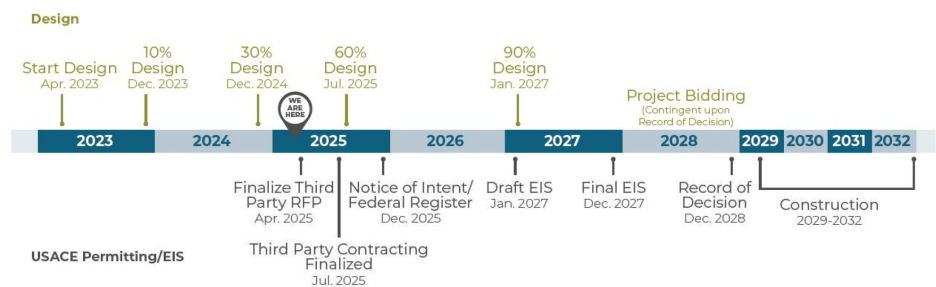 Design
Start Design
Apr. 2023
10%
Design
Dec. 2023
30%
Design
Dec. 2024
60%
Design
Jul. 2025
90%
Design
Jan. 2027
Project Bidding
(Contingent upon
Record of Decision)
WE
ARE
HERE
2023 2024 2025 2026 2027 2028 2029 2030 2031 2032
Finalize Third
Party RFP
Apr. 2025
Notice of Intent/
Federal Register
Dec. 2025
Draft EIS
Jan. 2027
Final EIS
Dec. 2027
Record of
Decision
Dec. 2028
Construction
2029-2032
Third Party Contracting
Finalized
Jul. 2025
USACE Permitting/EIS